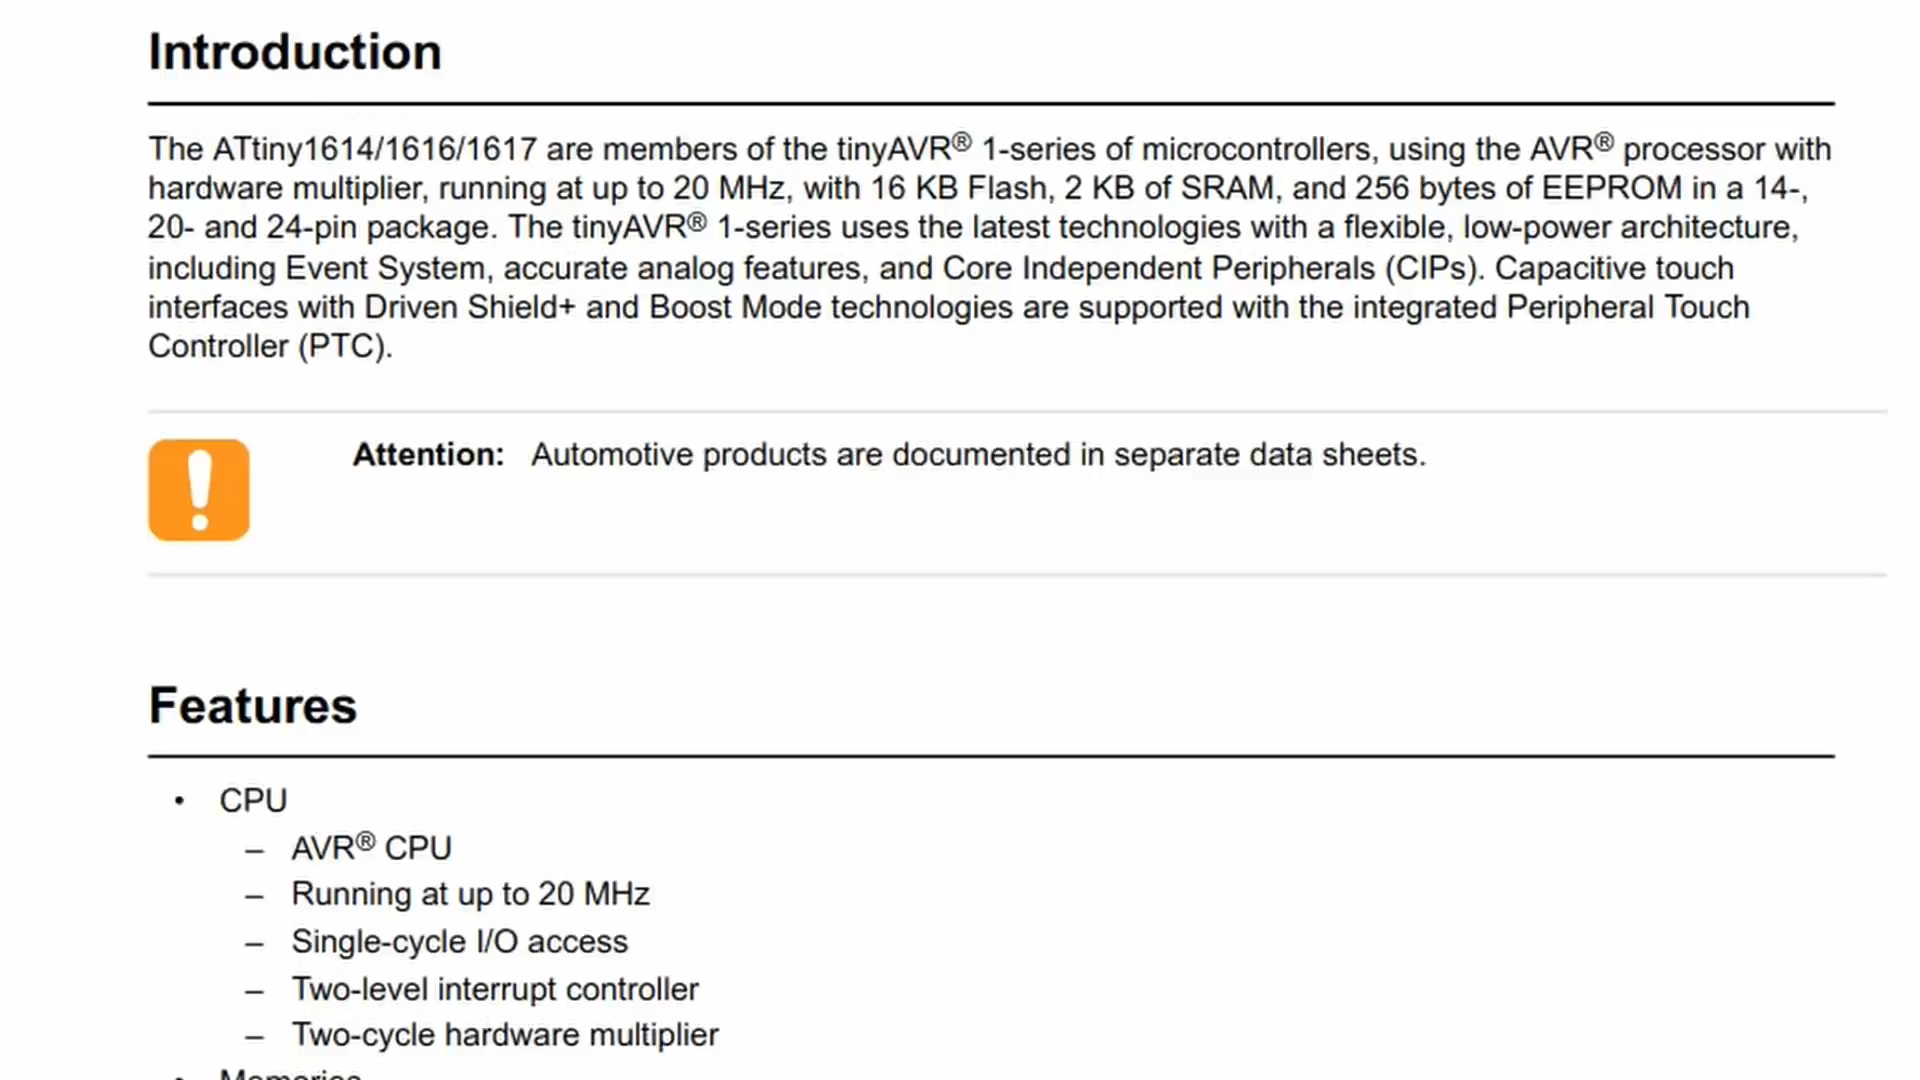 Introduction
The ATtiny1614/1616/1617 are members of the tinyAVR® 1-series of microcontrollers, using the AVR® processor with
hardware multiplier, running at up to 20 MHz, with 16 KB Flash, 2 KB of SRAM, and 256 bytes of EEPROM in a 14-,
20- and 24-pin package. The tinyAVR® 1-series uses the latest technologies with a flexible, low-power architecture,
including Event System, accurate analog features, and Core Independent Peripherals (CIPs). Capacitive touch
interfaces with Driven Shield+ and Boost Mode technologies are supported with the integrated Peripheral Touch
Controller (PTC).
Attention: Automotive products are documented in separate data sheets.
Features
• CPU
– AVR® CPU
– Running at up to 20 MHz
– Single-cycle I/O access
– Two-level interrupt controller
– Two-cycle hardware multiplier
• Memories